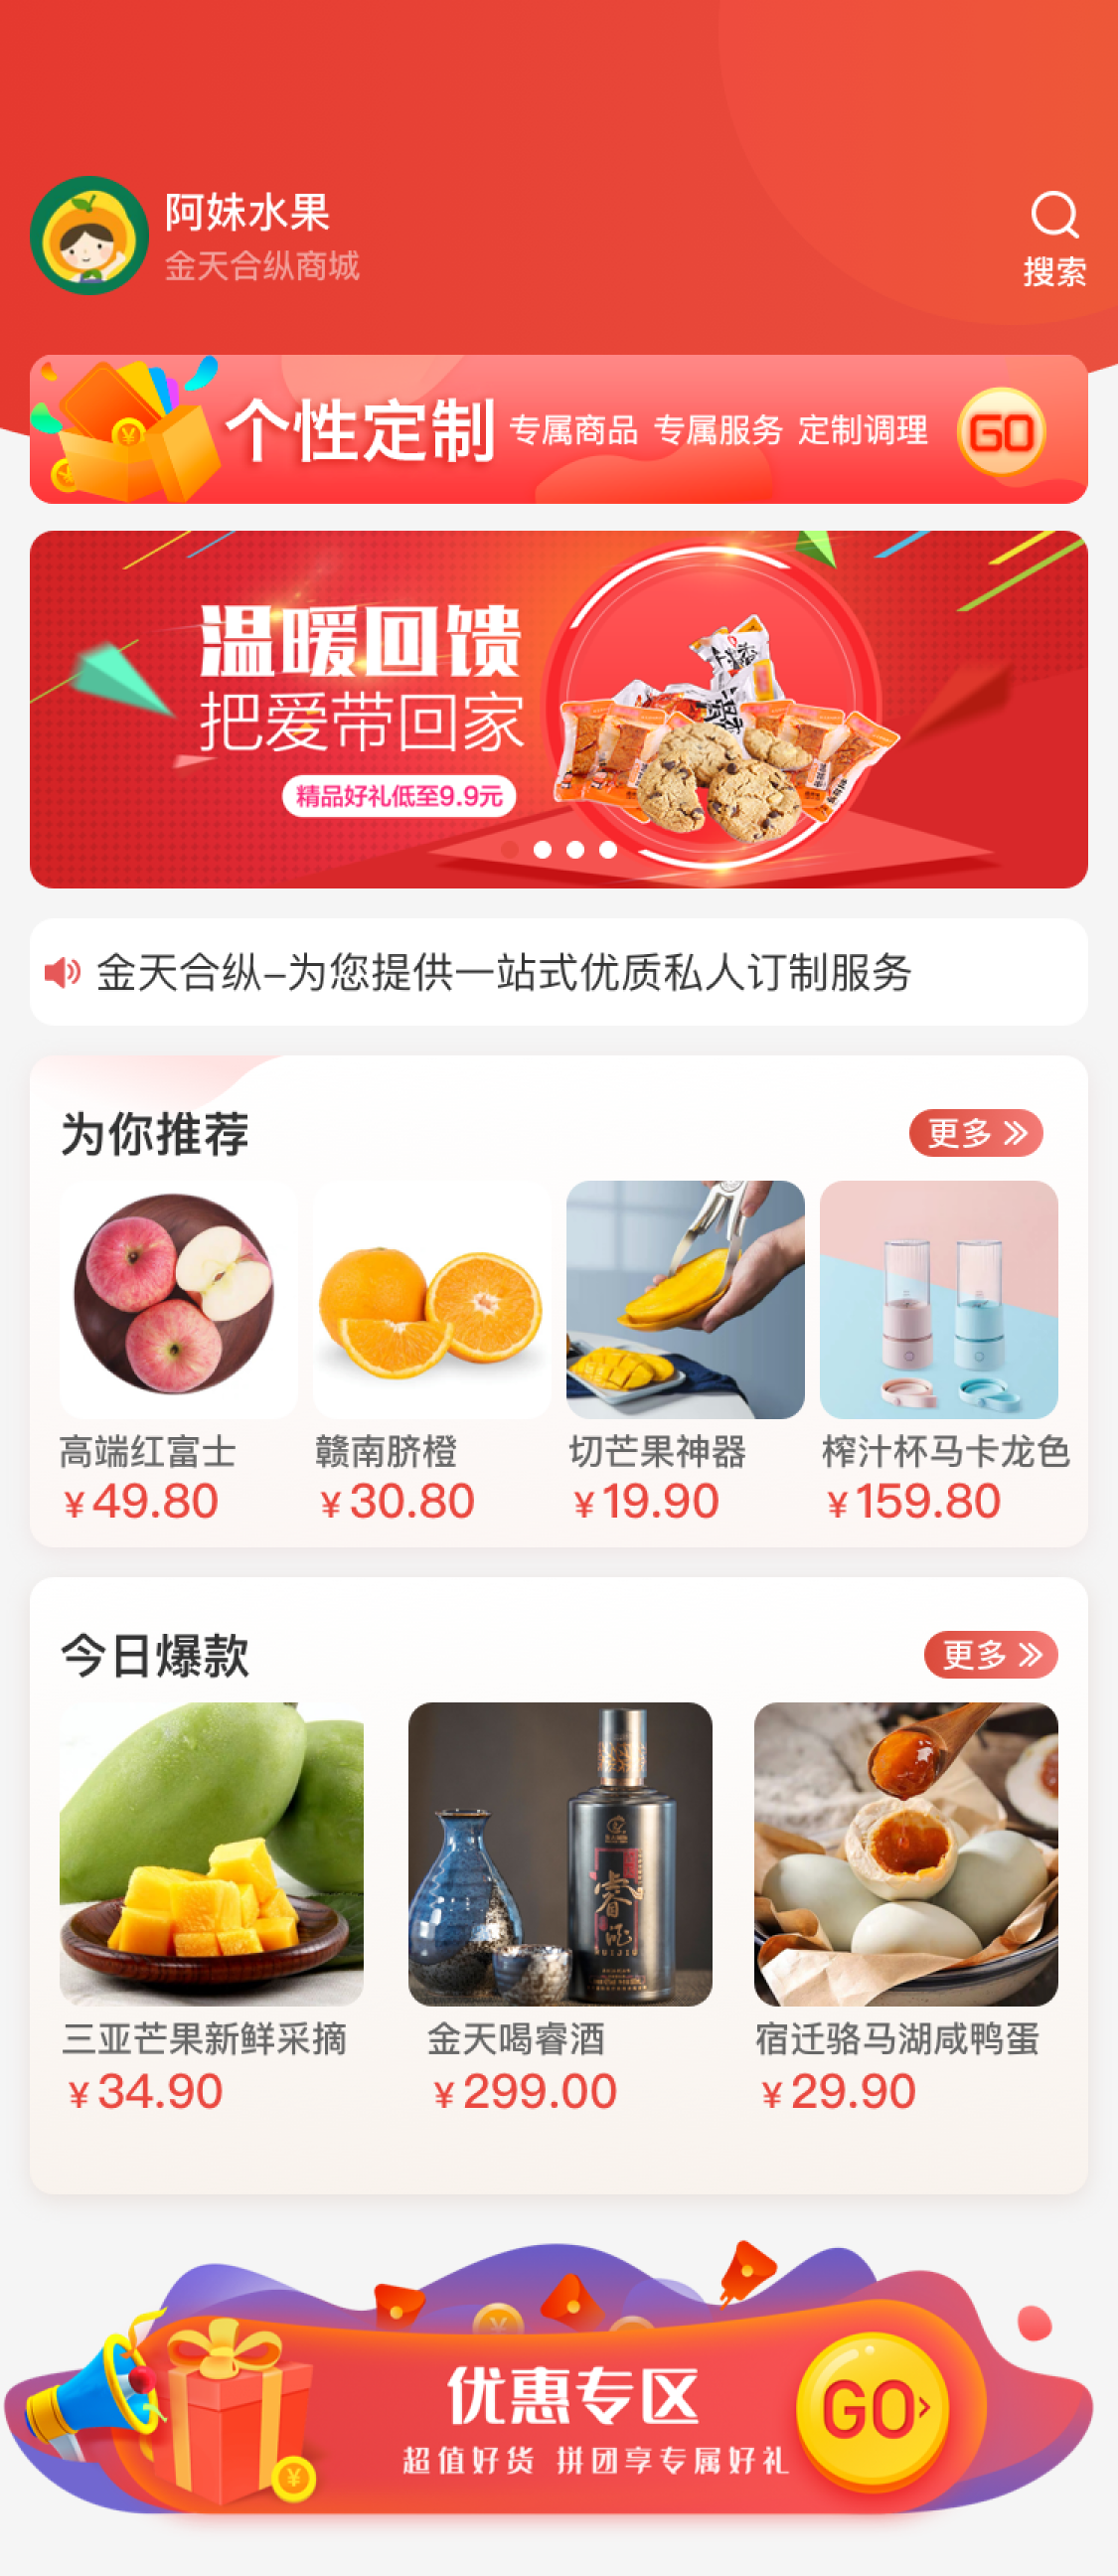 阿妹水果
金天合纵商城
搜索
个性定制 专属商品 专属服务 定制调理 GO
温暖回馈
把爱带回家
精品好礼低至9.9元
金天合纵-为您提供一站式优质私人订制服务
为你推荐 更多
高端红富士 赣南脐橙 切芒果神器 榨汁杯马卡龙色
¥49.80 ¥30.80 ¥19.90 ¥159.80
今日爆款 更多
睿酒
RUIJIU
三亚芒果新鲜采摘 金天喝睿酒 宿迁骆马湖咸鸭蛋
¥34.90 ¥299.00 ¥29.90
优惠专区
GO
超值好货 拼团享专属好礼